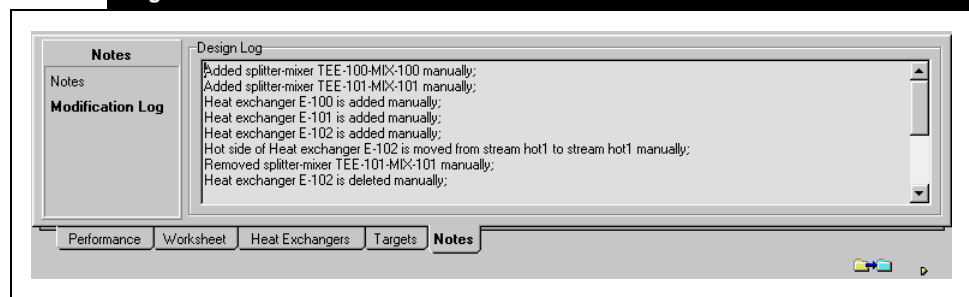 Notes
Notes
Modification Log
Design Log
Added splitter-mixer TEE-100-MIX-100 manually;
Added splitter-mixer TEE-101-MIX-101 manually;
Heat exchanger E-100 is added manually;
Heat exchanger E-101 is added manually;
Heat exchanger E-102 is added manually;
Hot side of Heat exchanger E-102 is moved from stream hot1 to stream hot1 manually;
Removed splitter-mixer TEE-101-MIX-101 manually;
Heat exchanger E-102 is deleted manually;
Performance Worksheet Heat Exchangers Targets Notes